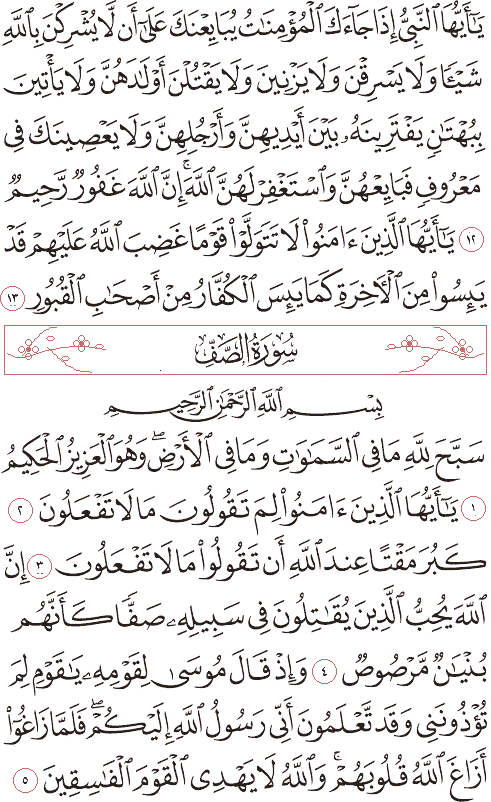 يَـٰٓأَيُّهَا ٱلنَّبِىُّ إِذَا جَآءَكَ ٱلْمُؤْمِنَـٰتُ يُبَايِعْنَكَ عَلَىٰٓ أَن لَّا يُشْرِكْنَ بِٱللَّهِ
شَيْـًٔا وَلَا يَسْرِقْنَ وَلَا يَزْنِينَ وَلَا يَقْتُلْنَ أَوْلَـٰدَهُنَّ وَلَا يَأْتِينَ
بِبُهْتَـٰنٍ يَفْتَرِينَهُۥ بَيْنَ أَيْدِيهِنَّ وَأَرْجُلِهِنَّ وَلَا يَعْصِينَكَ فِى
مَعْرُوفٍ فَبَايِعْهُنَّ وَٱسْتَغْفِرْ لَهُنَّ ٱللَّهَ ۚ إِنَّ ٱللَّهَ غَفُورٌ رَّحِيمٌ
١٢ يَـٰٓأَيُّهَا ٱلَّذِينَ ءَامَنُوا۟ لَا تَتَوَلَّوْا۟ قَوْمًا غَضِبَ ٱللَّهُ عَلَيْهِمْ قَدْ
يَئِسُوا۟ مِنَ ٱلْـَٔاخِرَةِ كَمَا يَئِسَ ٱلْكُفَّارُ مِنْ أَصْحَـٰبِ ٱلْقُبُورِ ١٣
سُورَةُ الصَّفِّ
بِسْمِ ٱللَّهِ ٱلرَّحْمَـٰنِ ٱلرَّحِيمِ
سَبَّحَ لِلَّهِ مَا فِى ٱلسَّمَـٰوَٰتِ وَمَا فِى ٱلْأَرْضِ ۖ وَهُوَ ٱلْعَزِيزُ ٱلْحَكِيمُ
١ يَـٰٓأَيُّهَا ٱلَّذِينَ ءَامَنُوا۟ لِمَ تَقُولُونَ مَا لَا تَفْعَلُونَ ٢
كَبُرَ مَقْتًا عِندَ ٱللَّهِ أَن تَقُولُوا۟ مَا لَا تَفْعَلُونَ ٣ إِنَّ
ٱللَّهَ يُحِبُّ ٱلَّذِينَ يُقَـٰتِلُونَ فِى سَبِيلِهِۦ صَفًّا كَأَنَّهُم
بُنْيَـٰنٌ مَّرْصُوصٌ ٤ وَإِذْ قَالَ مُوسَىٰ لِقَوْمِهِۦ يَـٰقَوْمِ لِمَ
تُؤْذُونَنِى وَقَد تَّعْلَمُونَ أَنِّى رَسُولُ ٱللَّهِ إِلَيْكُمْ ۖ فَلَمَّا زَاغُوٓا۟
أَزَاغَ ٱللَّهُ قُلُوبَهُمْ ۚ وَٱللَّهُ لَا يَهْدِى ٱلْقَوْمَ ٱلْفَـٰسِقِينَ ٥